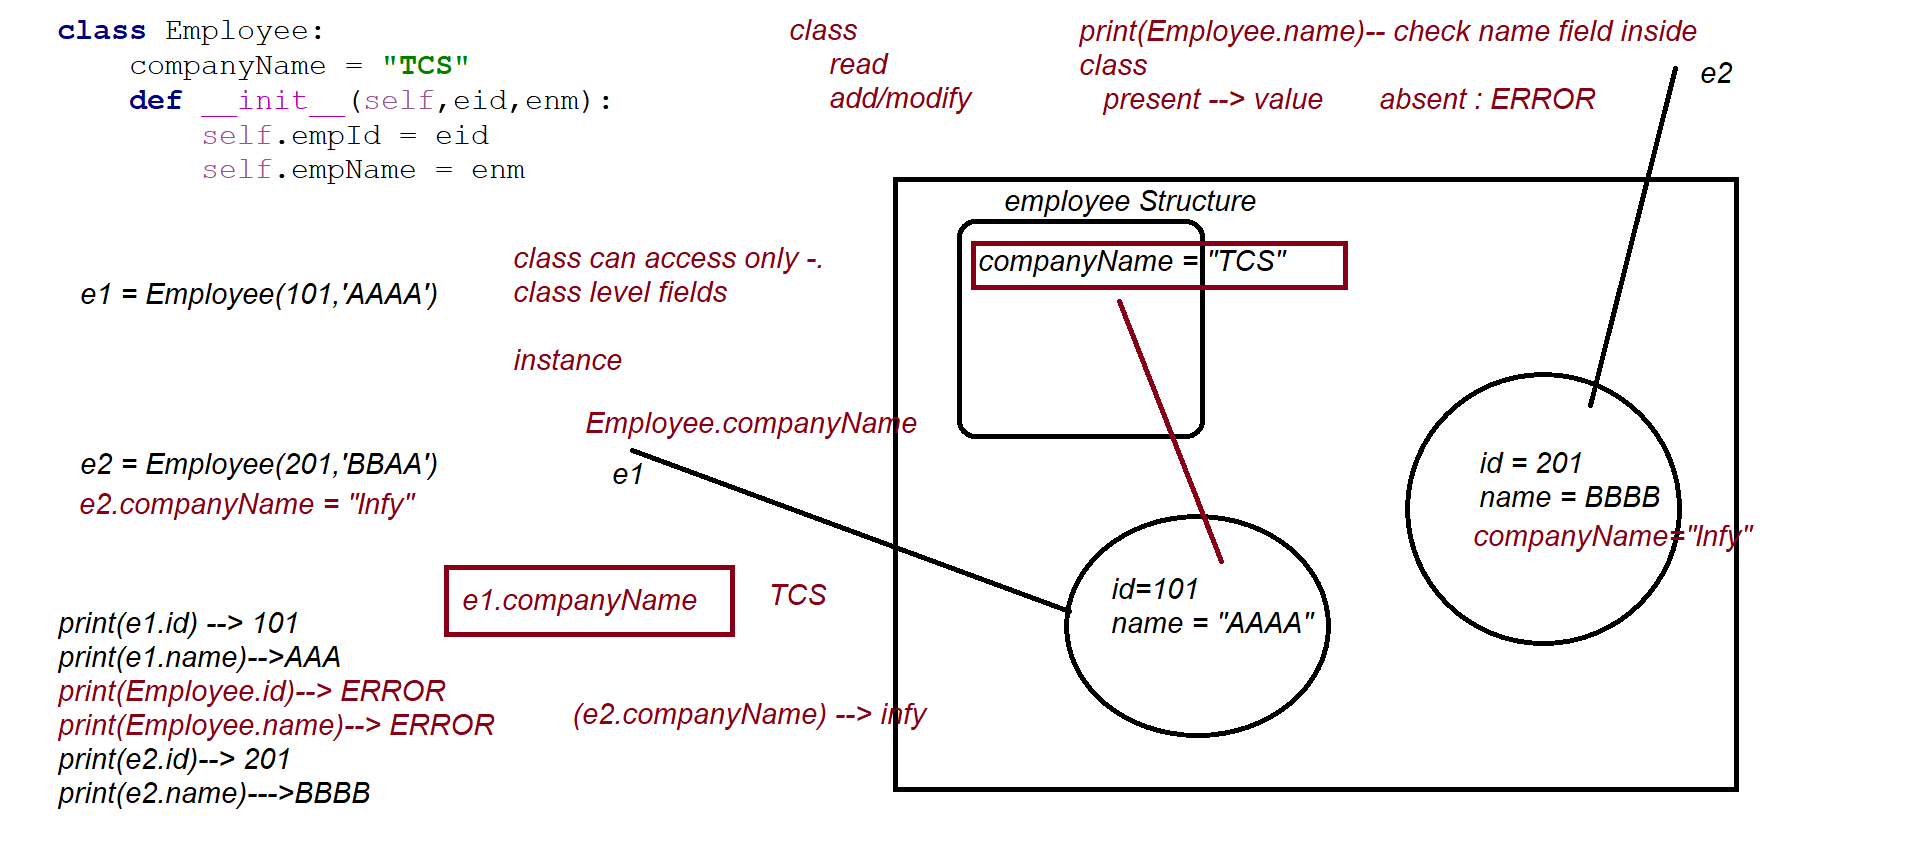 class Employee:
companyName = "TCS"
def __init__(self,eid,enm):
self.empId = eid
self.empName = enm
class
read
add/modify
print(Employee.name)-- check name field inside
class
present --> value absent : ERROR
e2
employee Structure
companyName = "TCS"
class can access only -.
class level fields
e1 = Employee(101,'AAAA')
instance
Employee.companyName
e1
e2 = Employee(201,'BBAA')
e2.companyName = "Infy"
id = 201
name = BBBB
companyName="Infy"
e1.companyName
TCS
id=101
name = "AAAA"
print(e1.id) --> 101
print(e1.name)-->AAA
print(Employee.id)--> ERROR
print(Employee.name)--> ERROR
print(e2.id)--> 201
print(e2.name)--->BBBB
(e2.companyName) --> infy